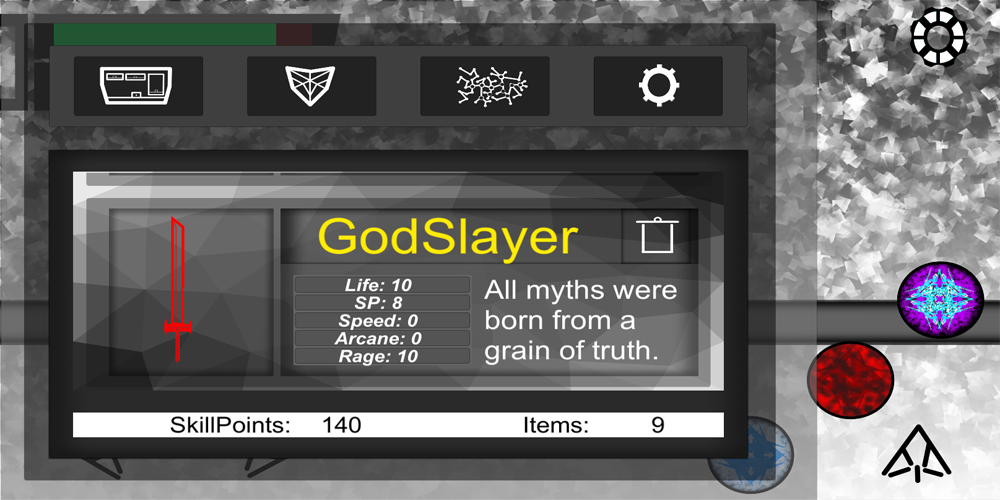 GodSlayer
Life: 10
SP: 8
Speed: 0
Arcane: 0
Rage: 10
All myths were
born from a
grain of truth.
SkillPoints: 140 Items: 9